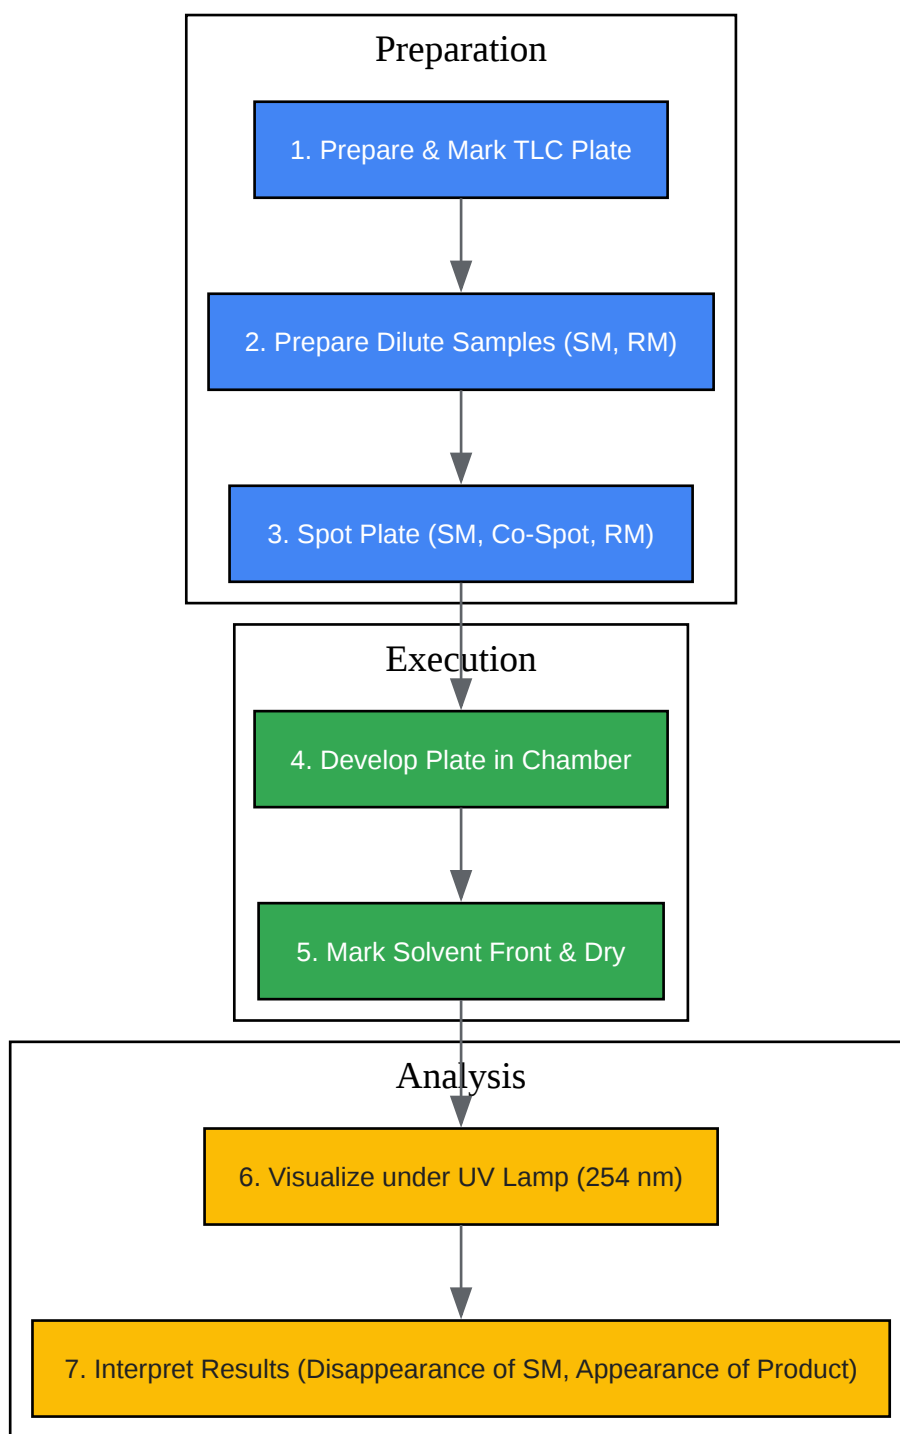 Preparation
1. Prepare & Mark TLC Plate
2. Prepare Dilute Samples (SM, RM)
3. Spot Plate (SM, Co-Spot, RM)
Execution
4. Develop Plate in Chamber
5. Mark Solvent Front & Dry
Analysis
6. Visualize under UV Lamp (254 nm)
7. Interpret Results (Disappearance of SM, Appearance of Product)